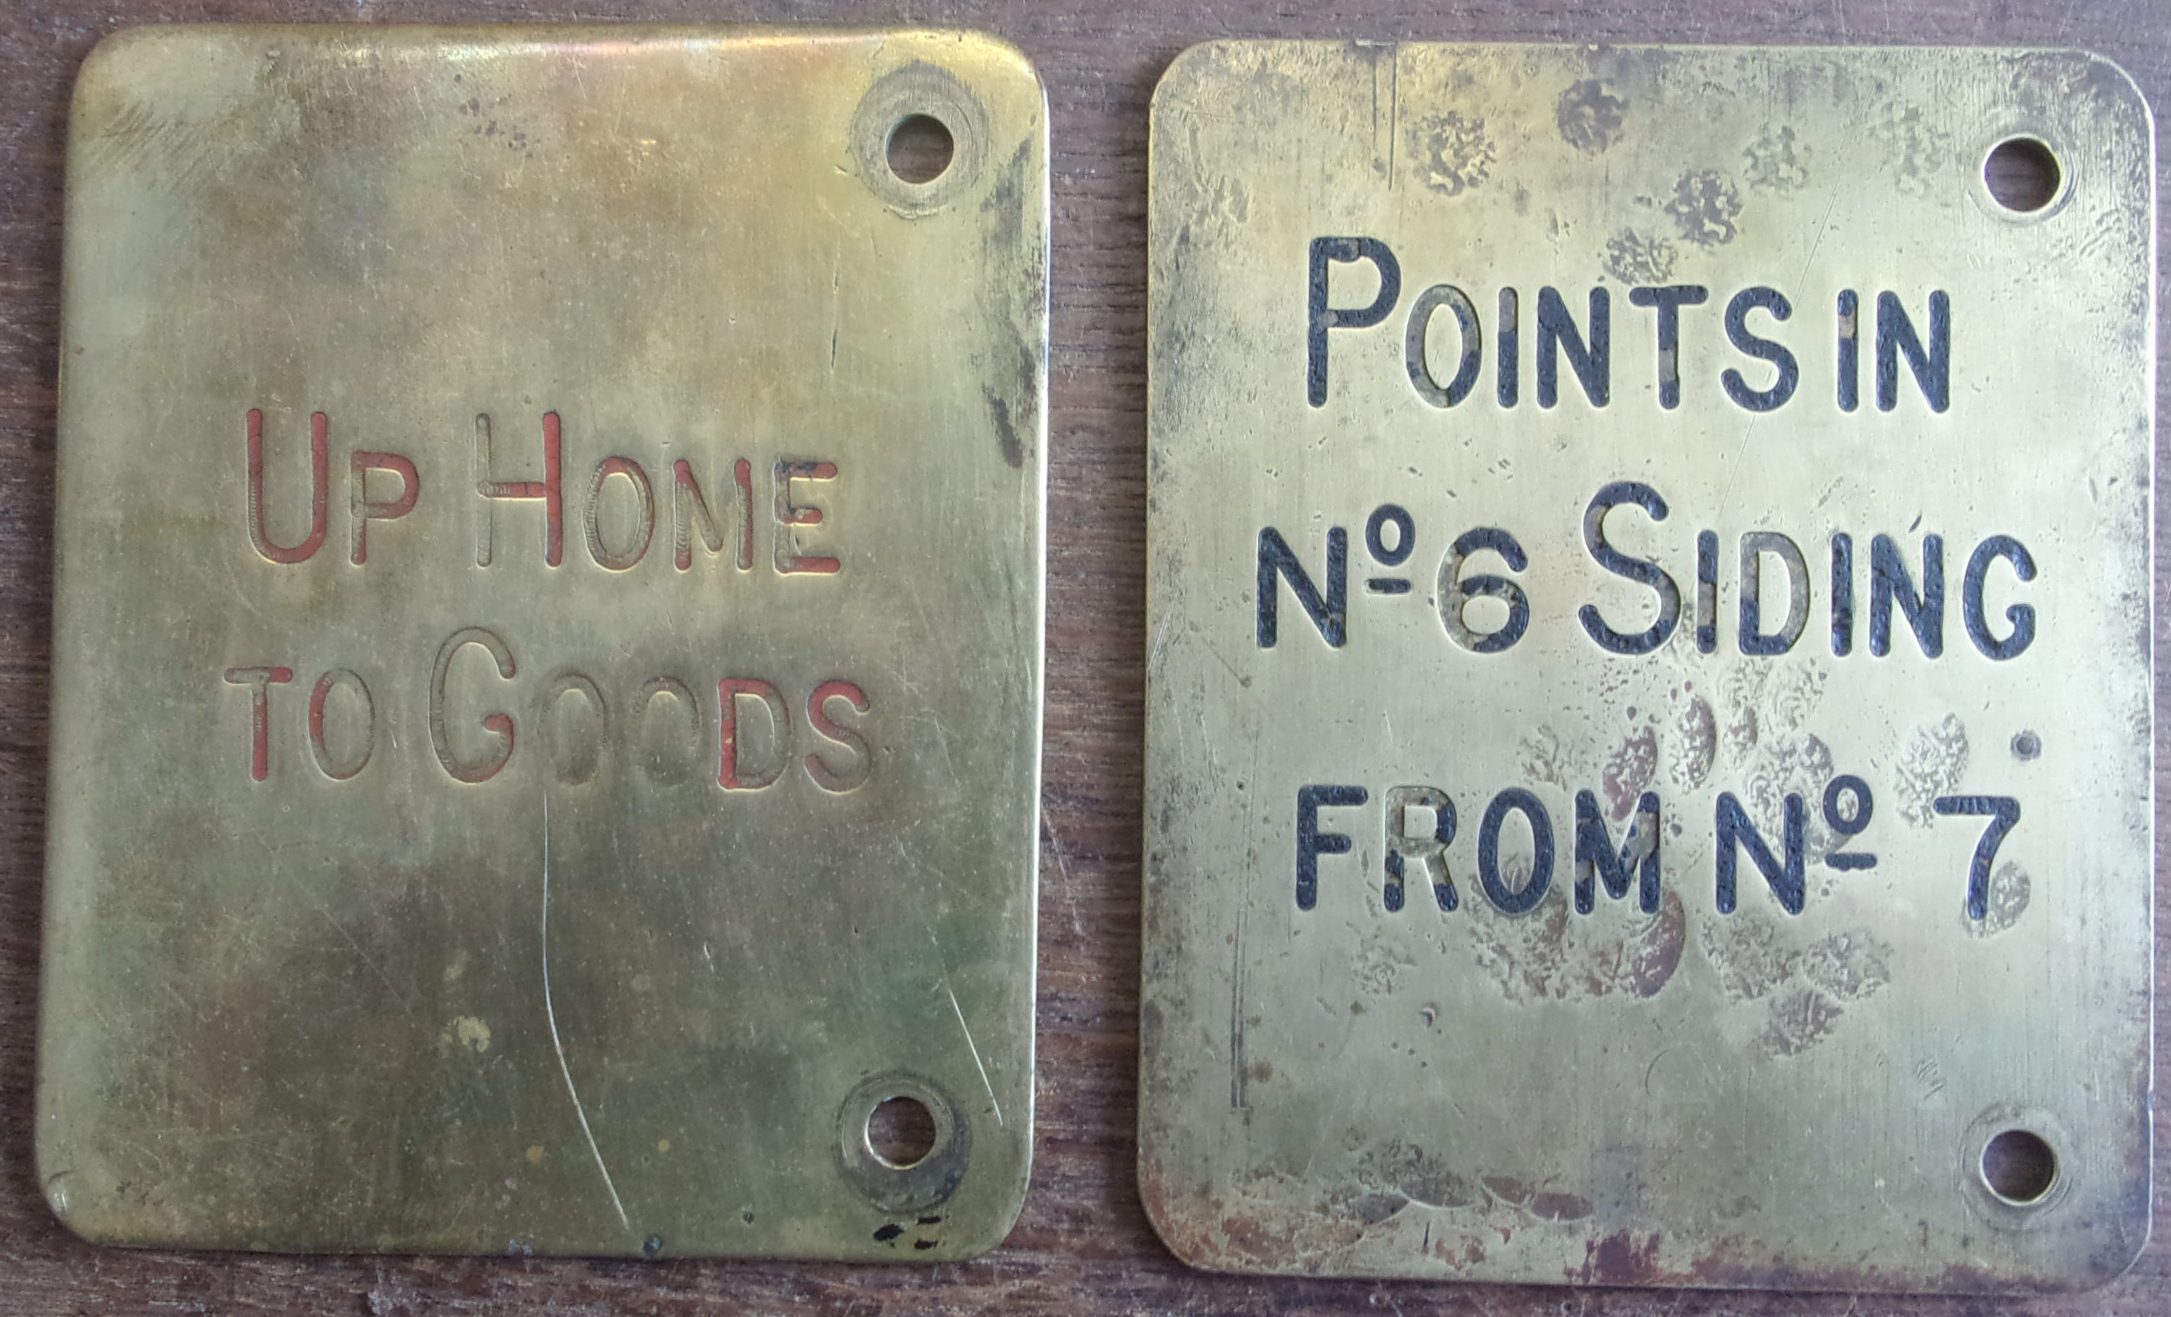 UP HOME
TO GOODS
POINTS IN
Nº 6 SIDING
FROM Nº 7